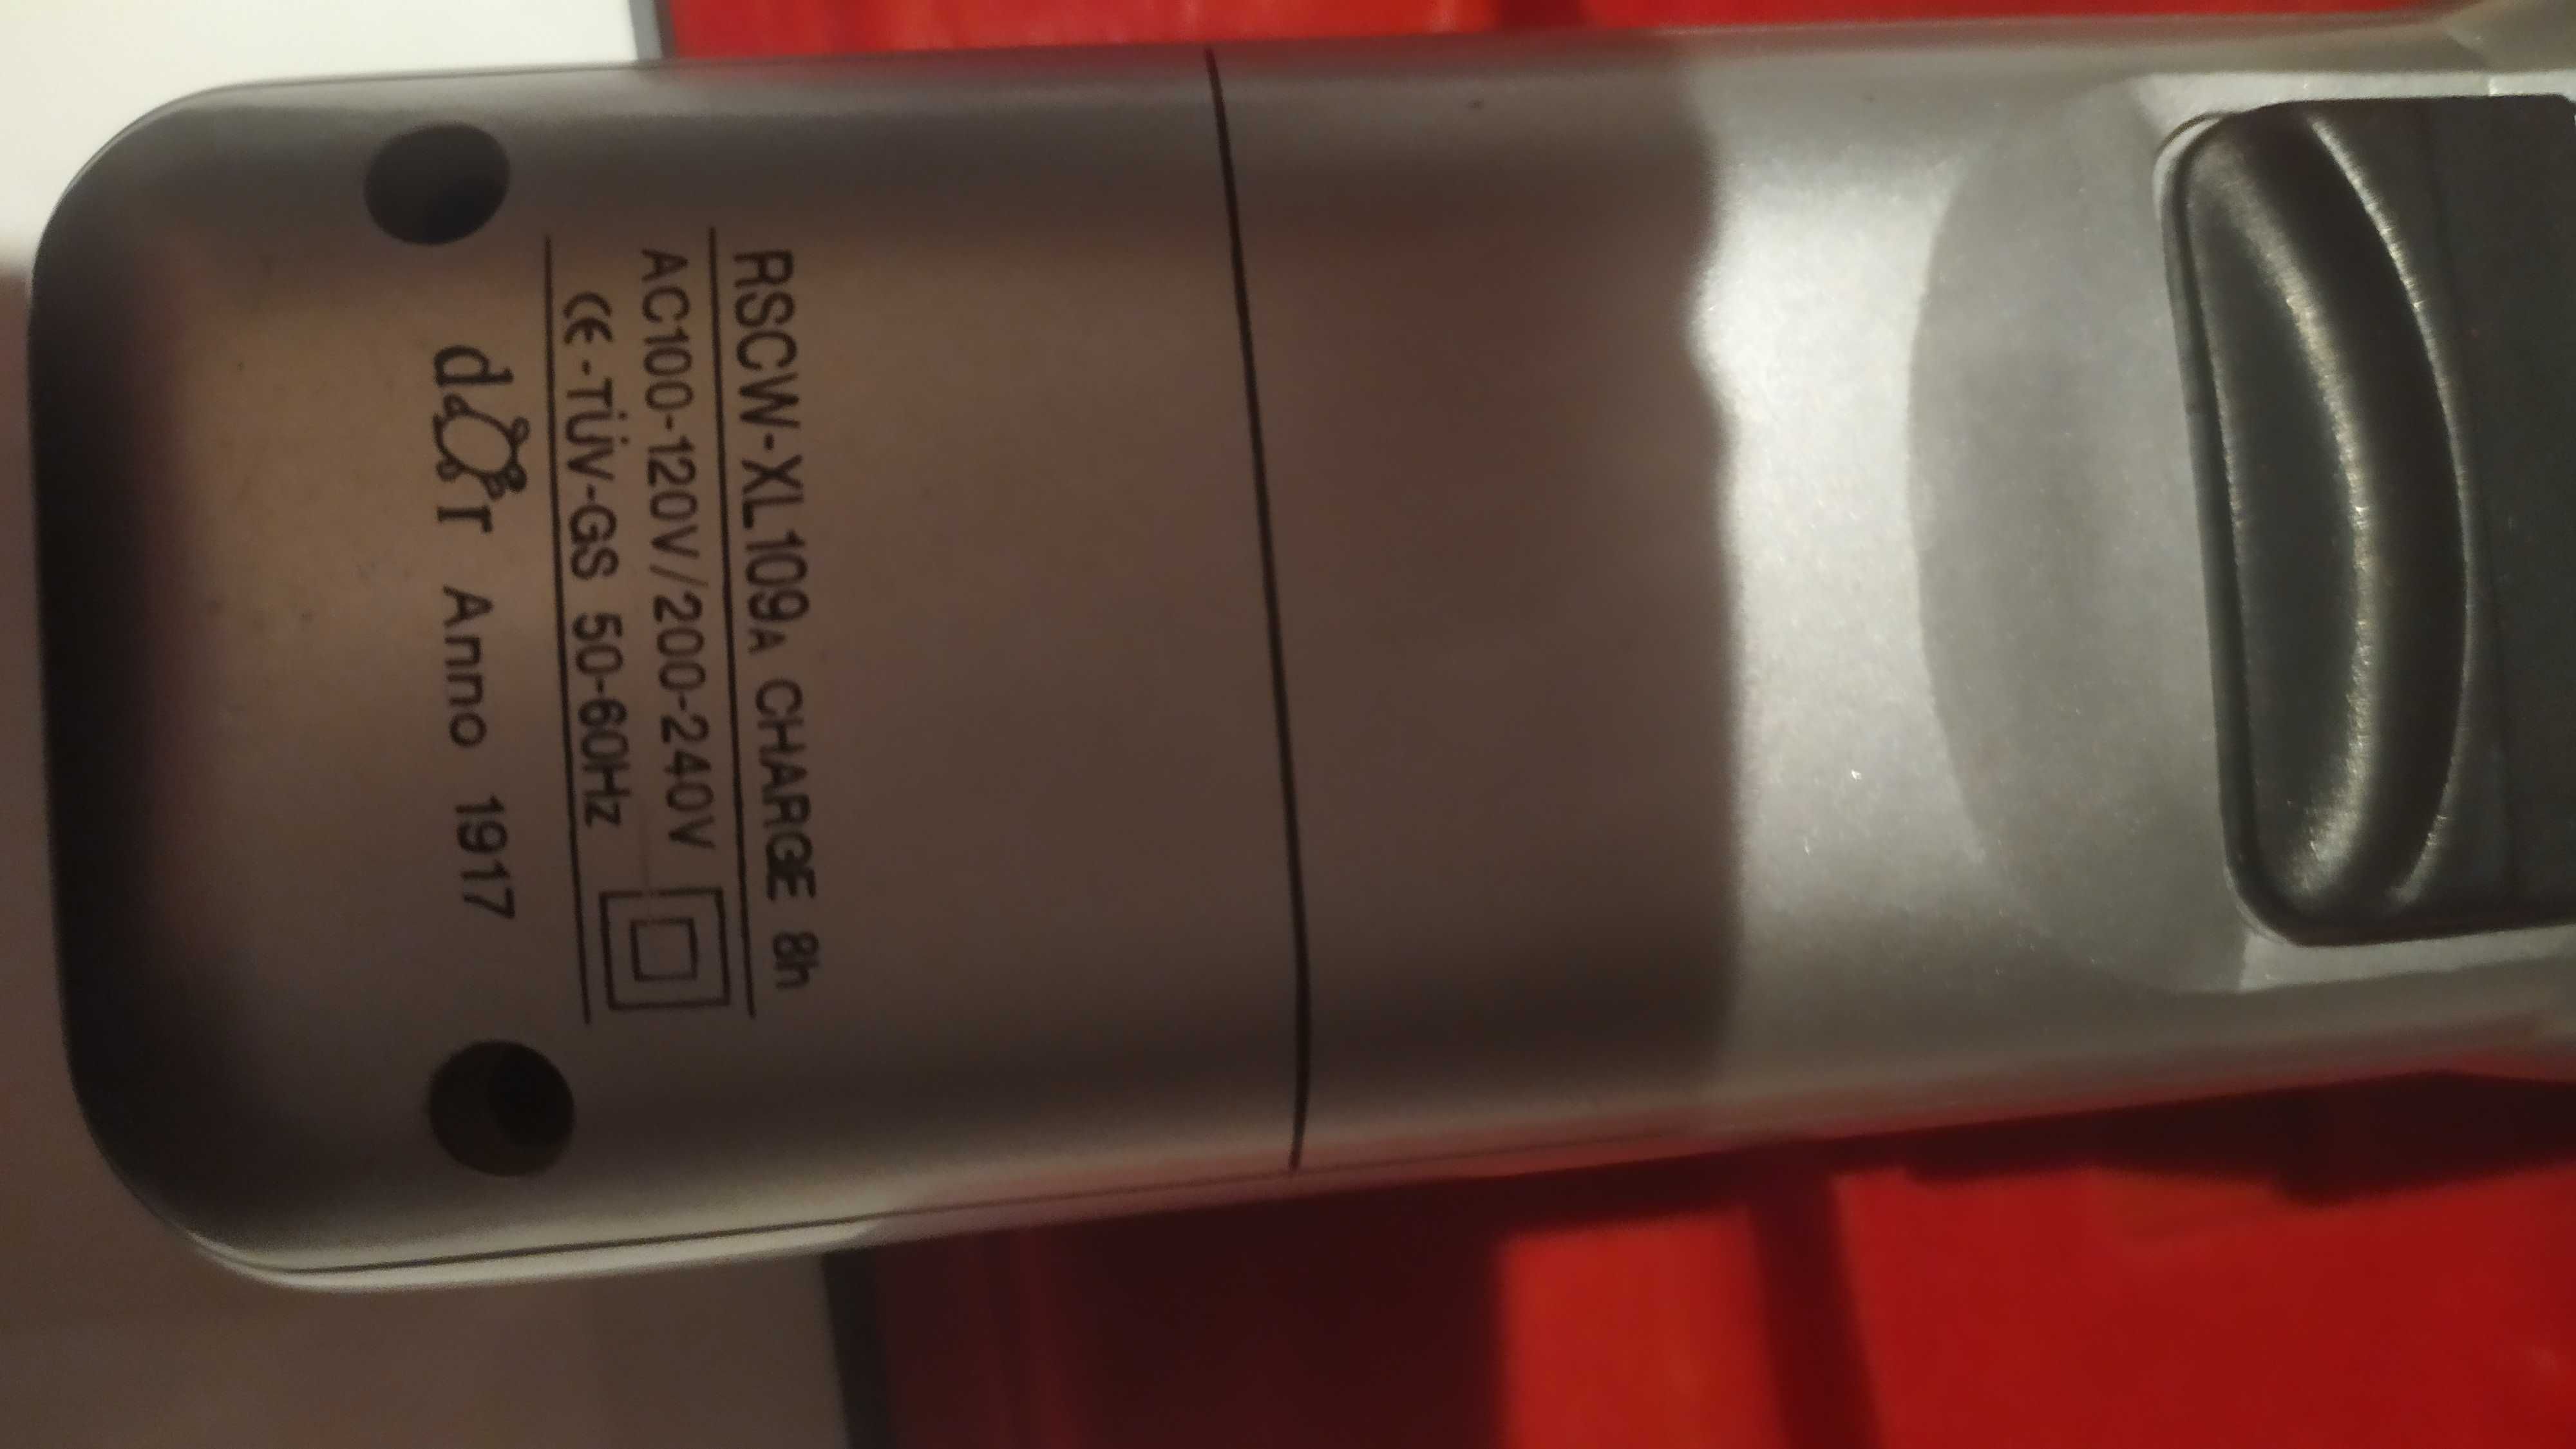 RSCW-XL109A CHARGE 8h
AC100-120V/200-240V
CE-TÜV-GS 50-60Hz
Anno 1917